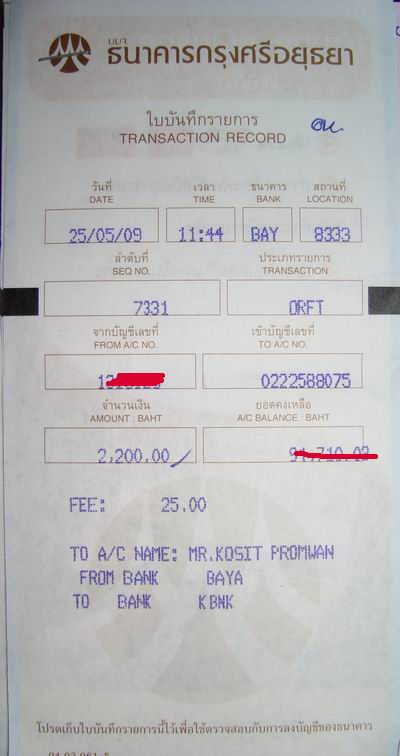 บมจ.
ธนาคารกรุงศรีอยุธยา
ใบบันทึกรายการ
TRANSACTION RECORD
วันที่ เวลา ธนาคาร สถานที่
DATE TIME BANK LOCATION
25/05/09 11:44 BAY 8333
ลำดับที่ ประเภทรายการ
SEQ NO. TRANSACTION
7331 ORFT
จากบัญชีเลขที่ เข้าบัญชีเลขที่
FROM A/C NO. TO A/C NO.
0222588075
จำนวนเงิน ยอดคงเหลือ
AMOUNT : BAHT A/C BALANCE : BAHT
2,200.00
FEE: 25.00
TO A/C NAME: MR.KOSIT PROMWAN
FROM BANK BAYA
TO BANK KBNK
โปรดเก็บใบบันทึกรายการนี้ไว้เพื่อใช้ตรวจสอบกับการลงบัญชีของธนาคาร